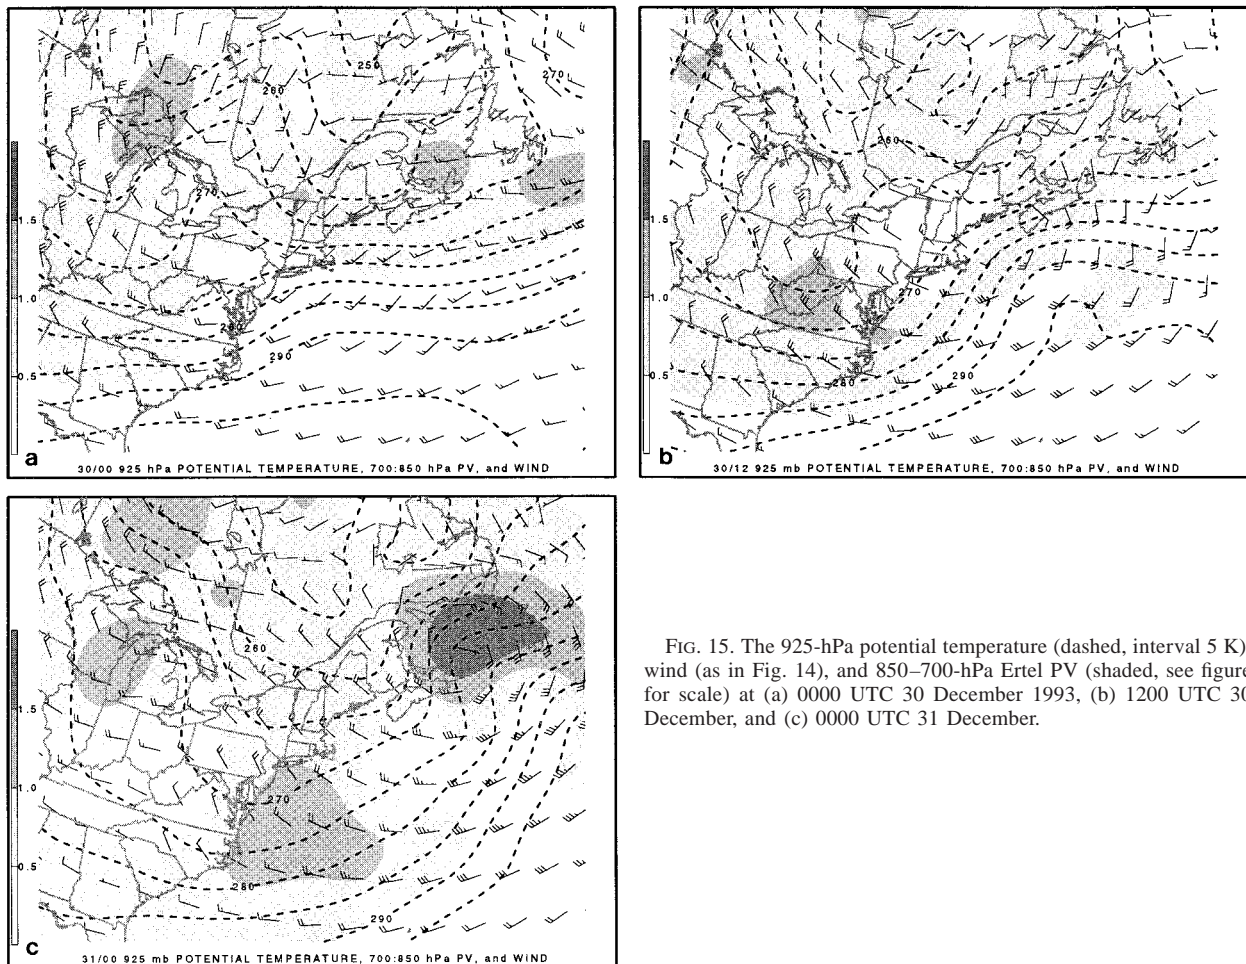 250
260
270
270
280
290
1.5
1.0
0.5
a
30/00 925 hPa POTENTIAL TEMPERATURE, 700:850 hPa PV, and WIND
260
270
280
290
1.5
1.0
0.5
b
30/12 925 mb POTENTIAL TEMPERATURE, 700:850 hPa PV, and WIND
260
270
280
290
1.5
1.0
0.5
c
31/00 925 mb POTENTIAL TEMPERATURE, 700:850 hPa PV, and WIND
FIG. 15. The 925-hPa potential temperature (dashed, interval 5 K)
wind (as in Fig. 14), and 850–700-hPa Ertel PV (shaded, see figure
for scale) at (a) 0000 UTC 30 December 1993, (b) 1200 UTC 30
December, and (c) 0000 UTC 31 December.